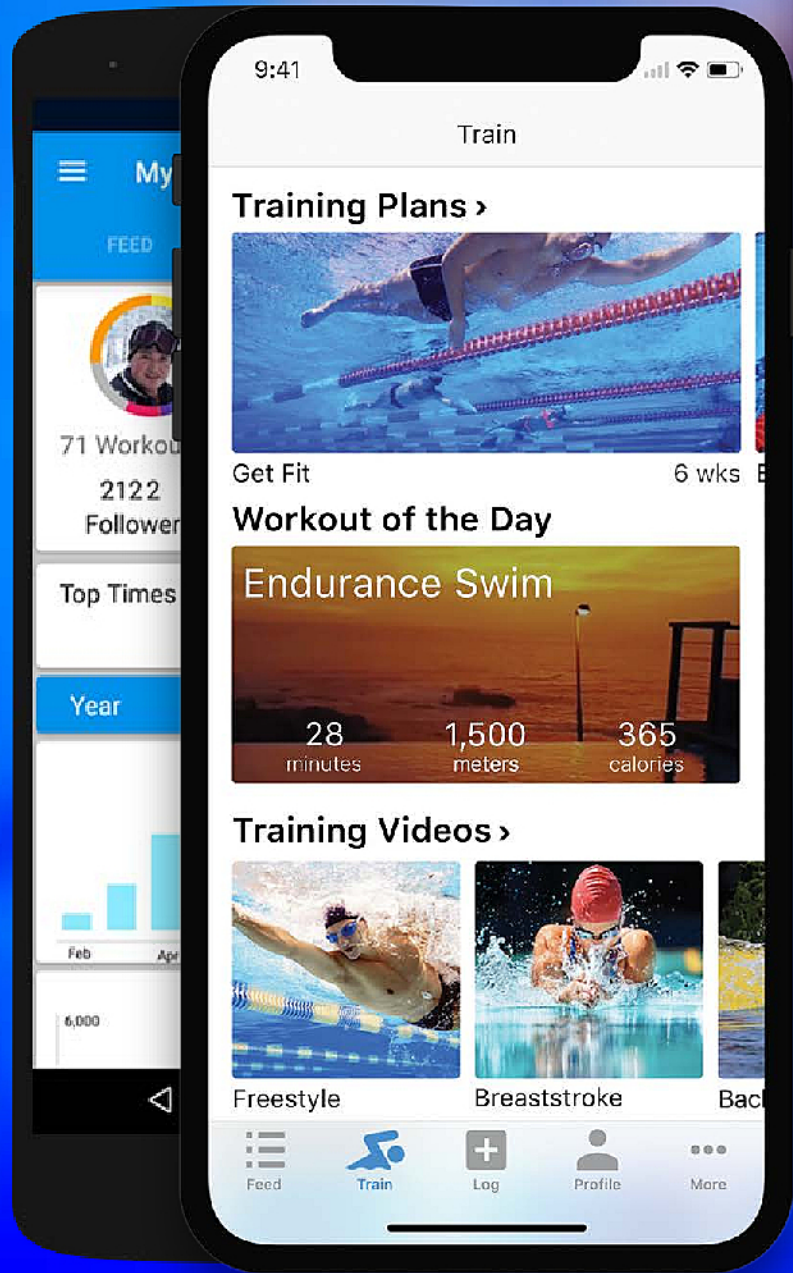 My
FEED
71 Workou
2122
Follower
Top Times
Year
Feb Apr
6,000
9:41
Train
Training Plans ›
Get Fit 6 wks
Workout of the Day
Endurance Swim
28 1,500 365
minutes meters calories
Training Videos ›
Freestyle Breaststroke Bac
Feed Train Log Profile More